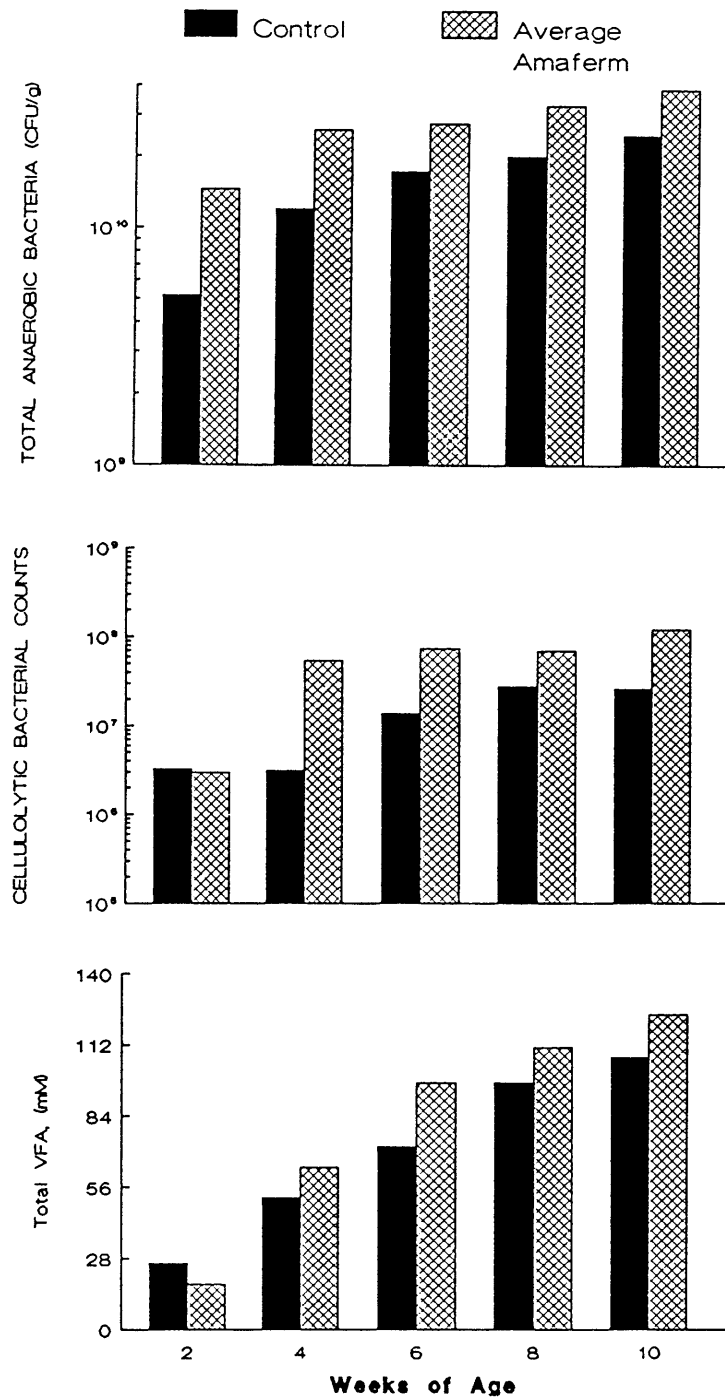 Control
Average
Amaferm
TOTAL ANAEROBIC BACTERIA (CFU/g)
10¹⁰
10⁹
CELLULOLYTIC BACTERIAL COUNTS
10⁹
10⁸
10⁷
10⁶
10⁵
Total VFA, (mM)
140
112
84
56
28
0
2 4 6 8 10
Weeks of Age